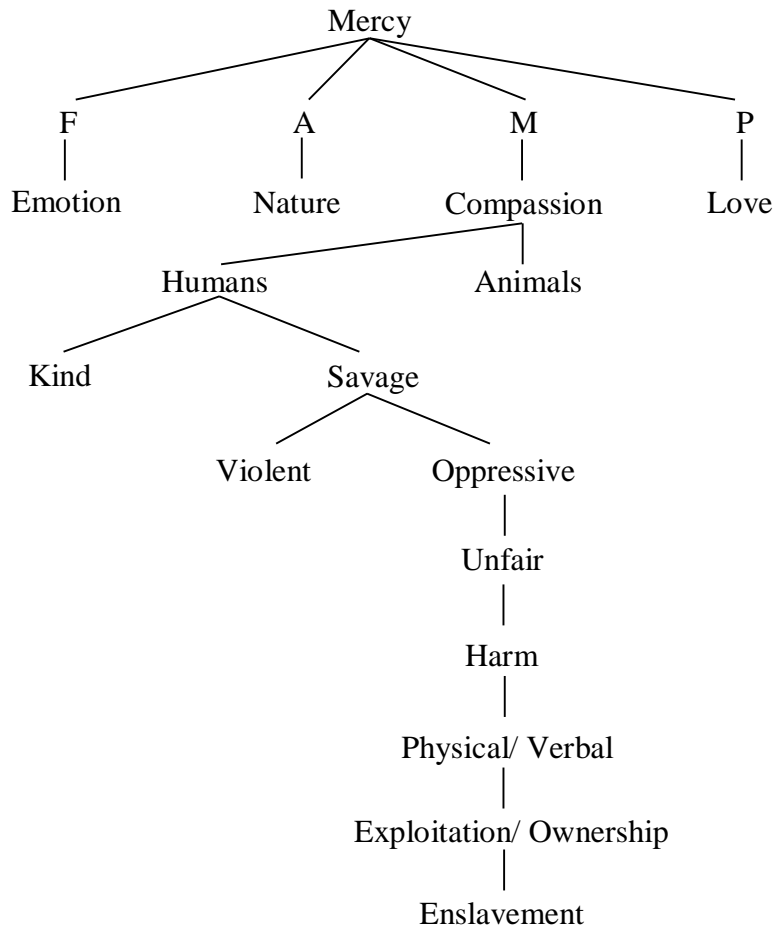 Mercy
F A M P
Emotion Nature Compassion Love
Humans Animals
Kind Savage
Violent Oppressive
Unfair
Harm
Physical/ Verbal
Exploitation/ Ownership
Enslavement